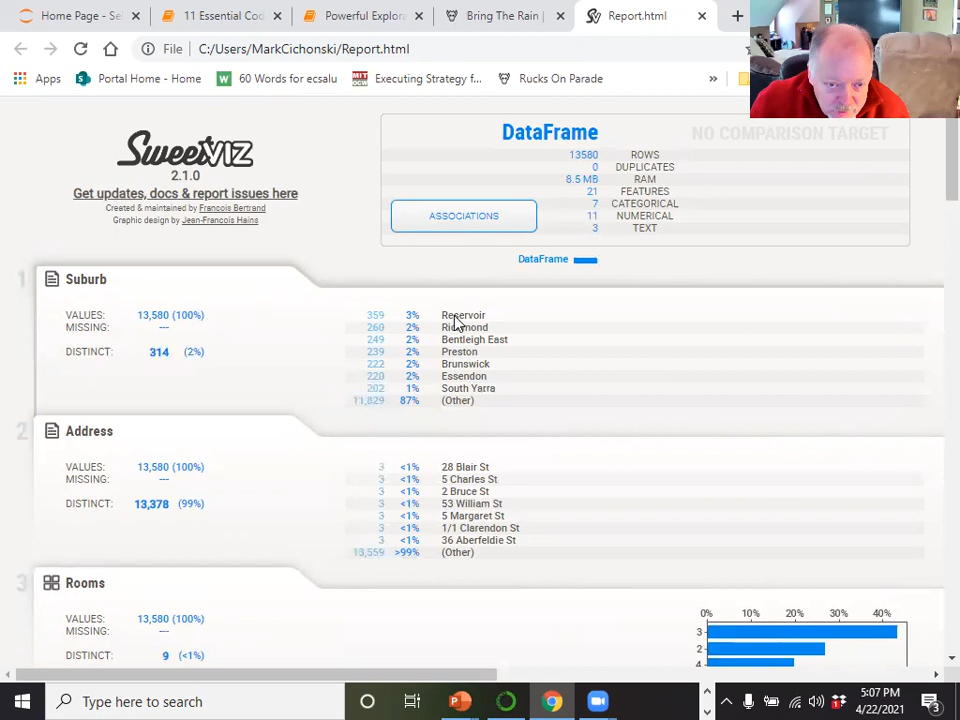 Home Page - Se
11 Essential Cod
Powerful Explora
Bring The Rain |
Report.html
File
C:/Users/MarkCichonski/Report.html
Apps
Portal Home - Home
60 Words for ecsalu
Executing Strategy f
Rucks On Parade
»
SweetVIZ
2.1.0
Get updates, docs & report issues here
Created & maintained by Francois Bertrand
Graphic design by Jean-Francois Hains
DataFrame
NO COMPARISON TARGET
13580 ROWS
0 DUPLICATES
8.5 MB RAM
21 FEATURES
7 CATEGORICAL
11 NUMERICAL
3 TEXT
ASSOCIATIONS
DataFrame
1 Suburb
VALUES: 13,580 (100%)
MISSING: ---
DISTINCT: 314 (2%)
359 3% Reservoir
260 2% Richmond
249 2% Bentleigh East
239 2% Preston
222 2% Brunswick
220 2% Essendon
202 1% South Yarra
11,829 87% (Other)
2 Address
VALUES: 13,580 (100%)
MISSING: ---
DISTINCT: 13,378 (99%)
3 <1% 28 Blair St
3 <1% 5 Charles St
3 <1% 2 Bruce St
3 <1% 53 William St
3 <1% 5 Margaret St
3 <1% 1/1 Clarendon St
3 <1% 36 Aberfeldie St
13,559 >99% (Other)
3 Rooms
VALUES: 13,580 (100%)
MISSING: ---
DISTINCT: 9 (<1%)
0% 10% 20% 30% 40%
3
2
4
Type here to search
5:07 PM
4/22/2021
3